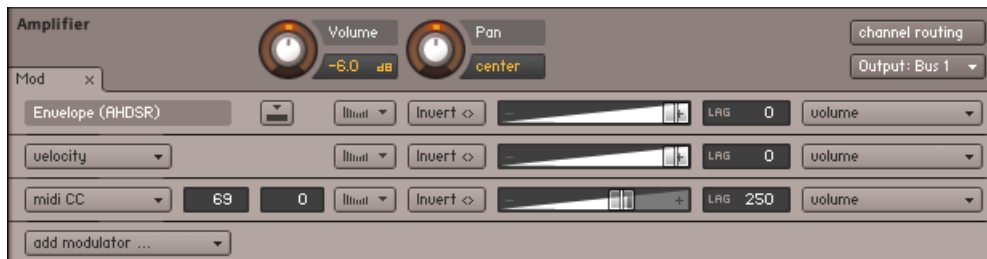 Amplifier
Volume
Pan
channel routing
-6.0 dB
center
Output: Bus 1
Mod x
Envelope (AHDSR) Invert <> - + LAG 0 volume
velocity Invert <> - + LAG 0 volume
midi CC 69 0 Invert <> - + LAG 250 volume
add modulator ...